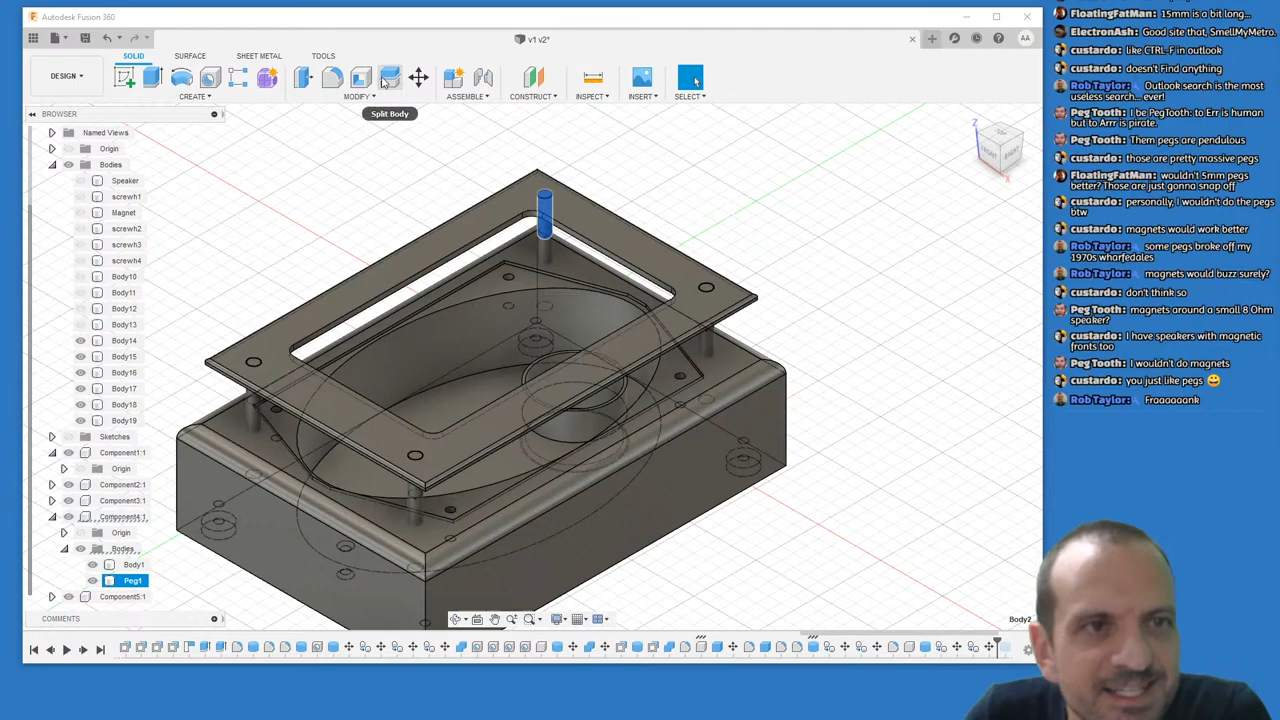 Autodesk Fusion 360
v1 v2*
AA
SOLID
SURFACE
SHEET METAL
TOOLS
DESIGN
CREATE
MODIFY
ASSEMBLE
CONSTRUCT
INSPECT
INSERT
SELECT
Split Body
BROWSER
Named Views
Origin
Bodies
Speaker
screwh1
Magnet
screwh2
screwh3
screwh4
Body10
Body11
Body12
Body13
Body14
Body15
Body16
Body17
Body18
Body19
Sketches
Component1:1
Origin
Component2:1
Component3:1
Component4:1
Origin
Bodies
Body1
Peg1
Component5:1
COMMENTS
Z
X
TOP
FRONT
RIGHT
Body2
FloatingFatMan: 15mm is a bit long...
ElectronAsh: Good site that, SmellMyMetro.
custardo: like CTRL-F in outlook
custardo: doesn't Find anything
Rob Taylor: Outlook search is the most
useless search... ever!
Peg Tooth: I be PegTooth: to Err is human
but to Arrr is pirate.
Peg Tooth: Them pegs are pendulous
custardo: those are pretty massive pegs
FloatingFatMan: wouldn't 5mm pegs
better? Those are just gonna snap off
custardo: personally, I wouldn't do the pegs
btw
custardo: magnets would work better
Rob Taylor: some pegs broke off my
1970s wharfedales
Rob Taylor: magnets would buzz surely?
custardo: don't think so
Peg Tooth: magnets around a small 8 Ohm
speaker?
custardo: I have speakers with magnetic
fronts too
Peg Tooth: I wouldn't do magnets
custardo: you just like pegs 😀
Rob Taylor: Fraaaaaank